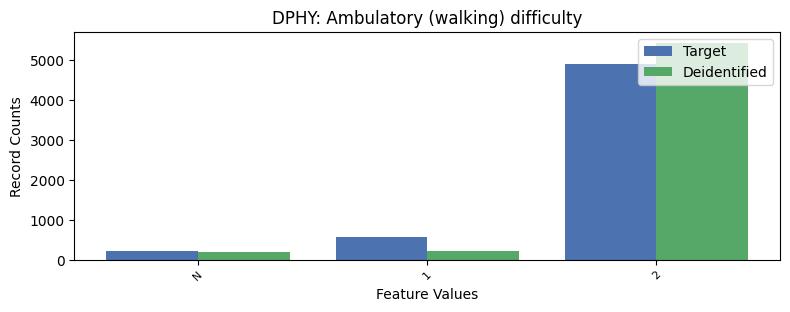 DPHY: Ambulatory (walking) difficulty
Target
Deidentified
Record Counts
5000
4000
3000
2000
1000
0
N
1
2
Feature Values